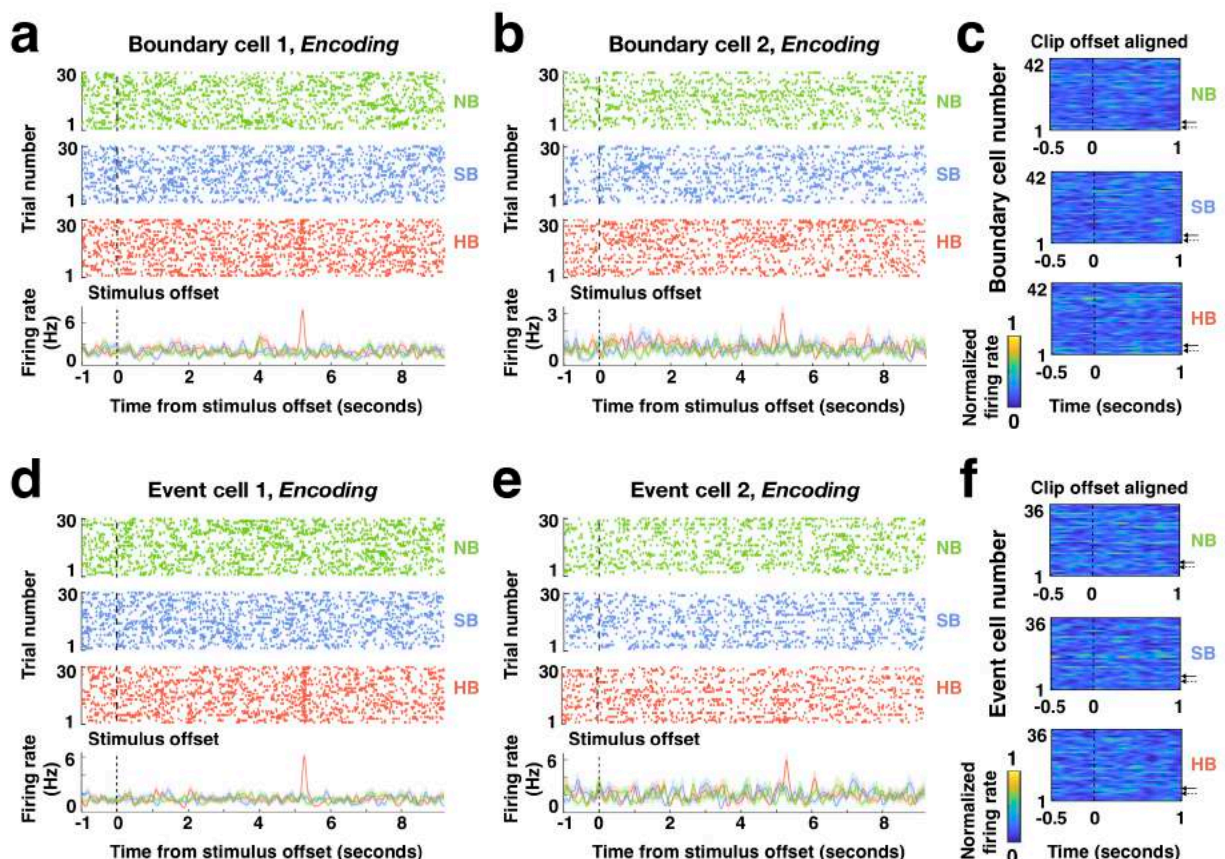 a
Boundary cell 1, Encoding
30
1
NB
Trial number
30
1
SB
30
1
HB
Stimulus offset
Firing rate
(Hz)
6
0
-1 0 2 4 6 8
Time from stimulus offset (seconds)
b
Boundary cell 2, Encoding
30
1
NB
Trial number
30
1
SB
30
1
HB
Stimulus offset
Firing rate
(Hz)
3
0
-1 0 2 4 6 8
Time from stimulus offset (seconds)
c
Clip offset aligned
Boundary cell number
42
1
NB
-0.5 0 1
42
1
SB
-0.5 0 1
42
1
HB
-0.5 0 1
Time (seconds)
Normalized
firing rate
1
0
d
Event cell 1, Encoding
30
1
NB
Trial number
30
1
SB
30
1
HB
Stimulus offset
Firing rate
(Hz)
6
0
-1 0 2 4 6 8
Time from stimulus offset (seconds)
e
Event cell 2, Encoding
30
1
NB
Trial number
30
1
SB
30
1
HB
Stimulus offset
Firing rate
(Hz)
6
0
-1 0 2 4 6 8
Time from stimulus offset (seconds)
f
Clip offset aligned
Event cell number
36
1
NB
-0.5 0 1
36
1
SB
-0.5 0 1
36
1
HB
-0.5 0 1
Time (seconds)
Normalized
firing rate
1
0